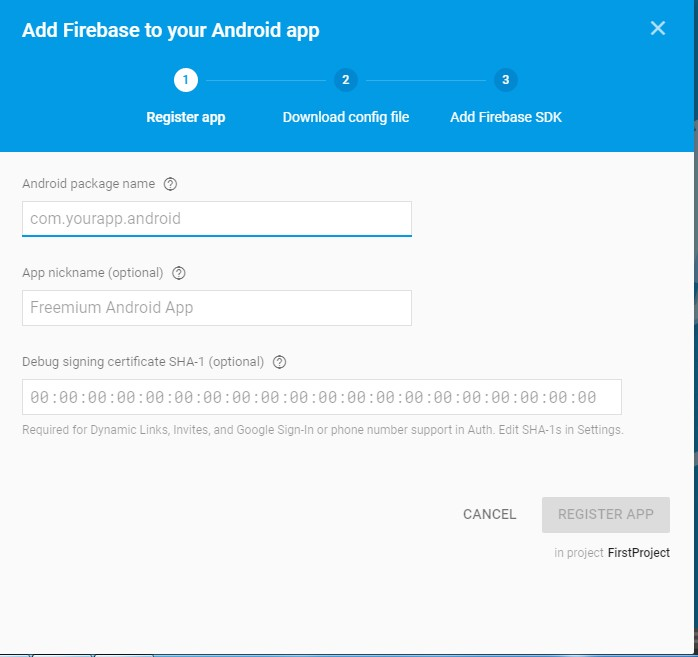 Add Firebase to your Android app
1
2
3
Register app
Download config file
Add Firebase SDK
Android package name
com.yourapp.android
App nickname (optional)
Freemium Android App
Debug signing certificate SHA-1 (optional)
00:00:00:00:00:00:00:00:00:00:00:00:00:00:00:00:00:00:00:00
Required for Dynamic Links, Invites, and Google Sign-In or phone number support in Auth. Edit SHA-1s in Settings.
CANCEL
REGISTER APP
in project FirstProject